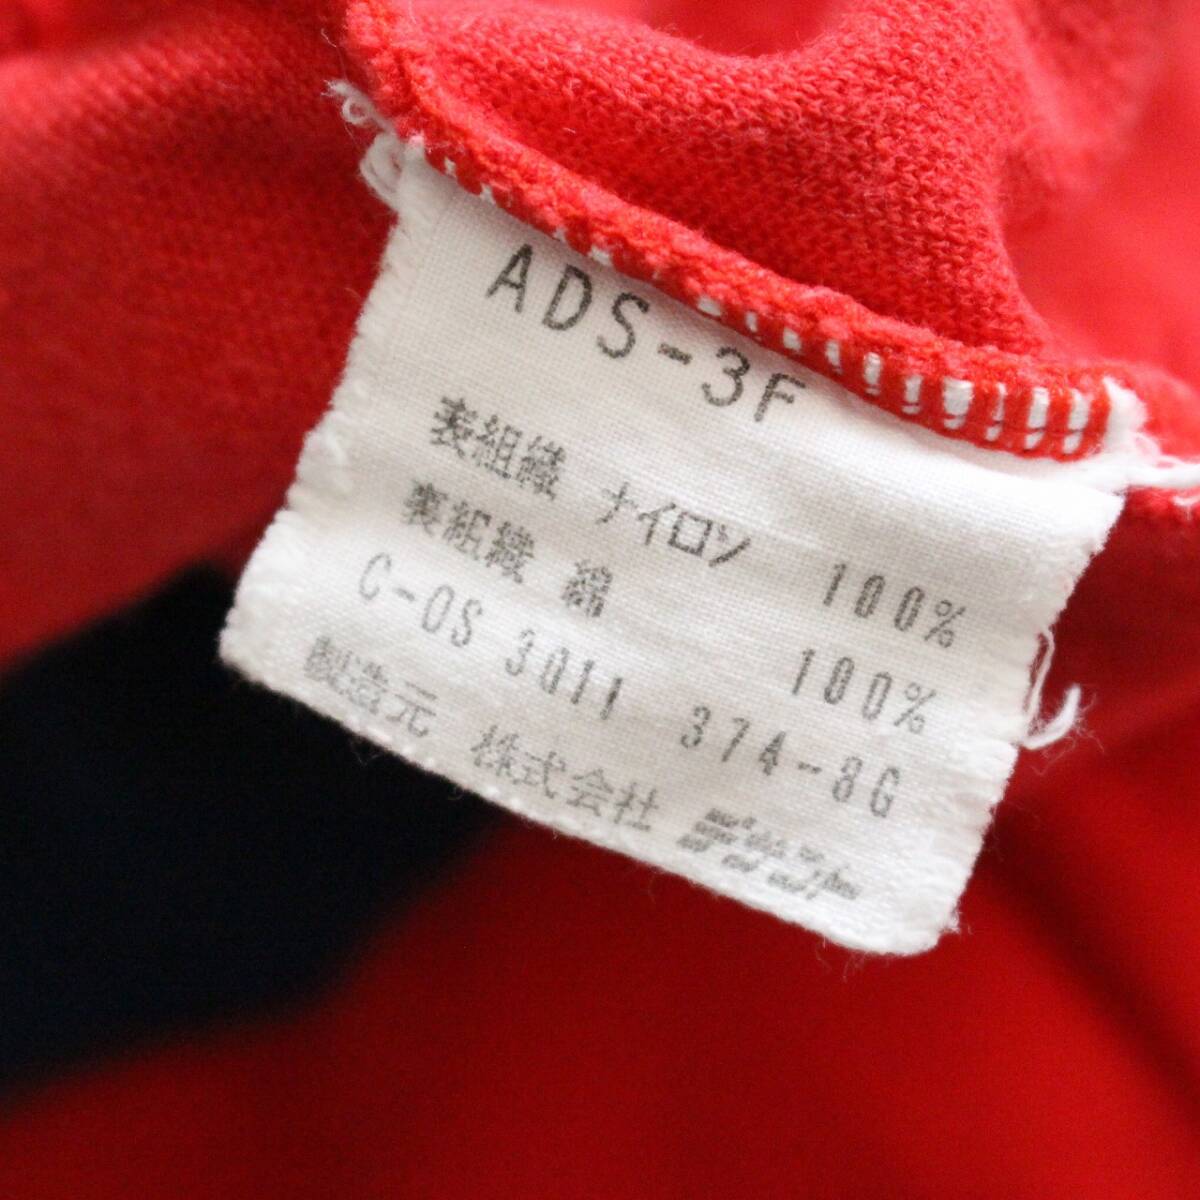 ADS-3F
表組織 ナイロン 100%
裏組織 綿 100%
C-OS 3011 374-8G
製造元 株式会社 デサント